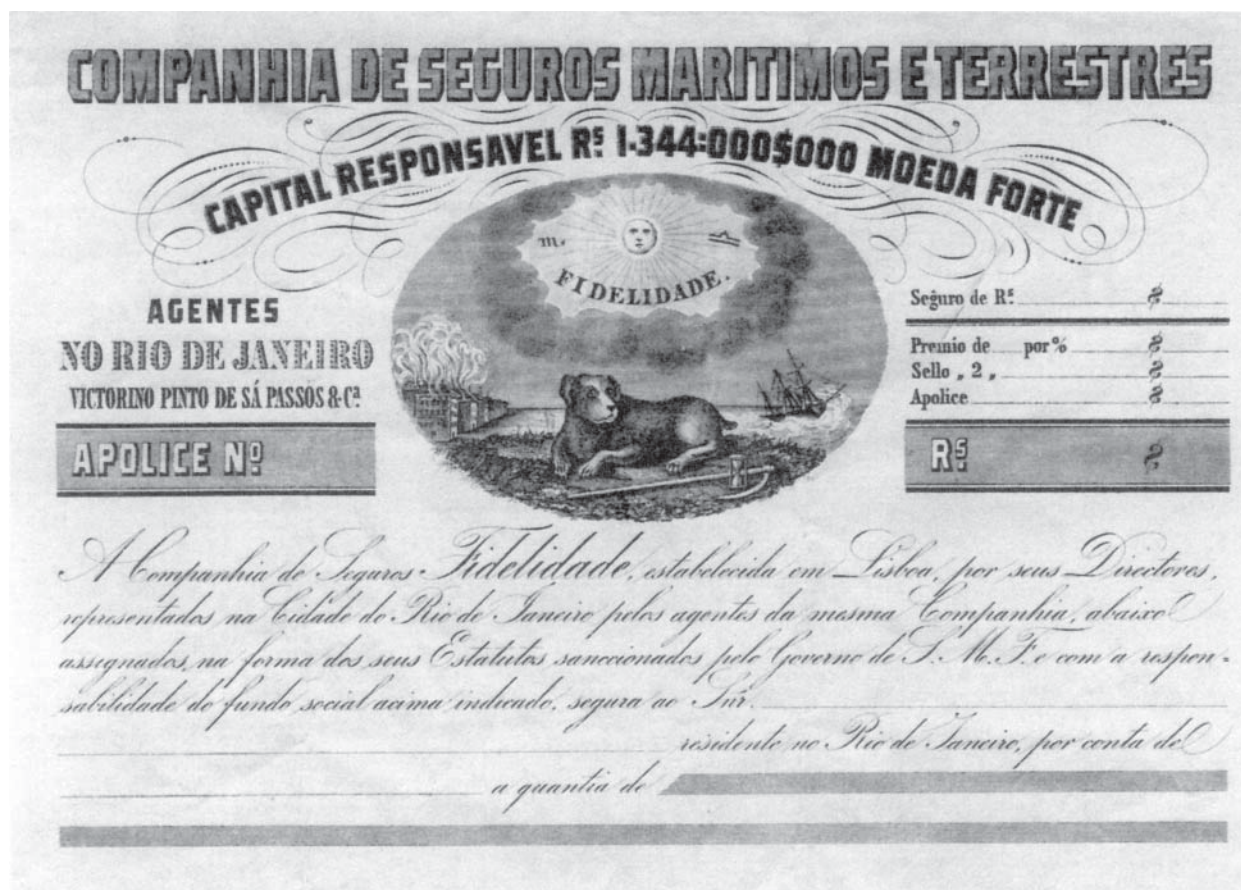 COMPANHIA DE SEGUROS MARITIMOS E TERRESTRES
CAPITAL RESPONSAVEL Rs 1.344:000$000 MOEDA FORTE
m.
FIDELIDADE.
AGENTES
NO RIO DE JANEIRO
VICTORINO PINTO DE SÁ PASSOS & Ca
APOLICE No
Seguro de Rs $
Premio de por % $
Sello „ 2 „ $
Apolice $
Rs $
A Companhia de Seguros Fidelidade, estabelecida em Lisboa, por seus Directores,
representados na Cidade do Rio de Janeiro pelos agentes da mesma Companhia, abaixo
assignados, na forma dos seus Estatutos sanccionados pelo Governo de S. M. F. e com a respon-
sabilidade do fundo social acima indicado, segura ao Snr.
residente no Rio de Janeiro, por conta de
a quantia de